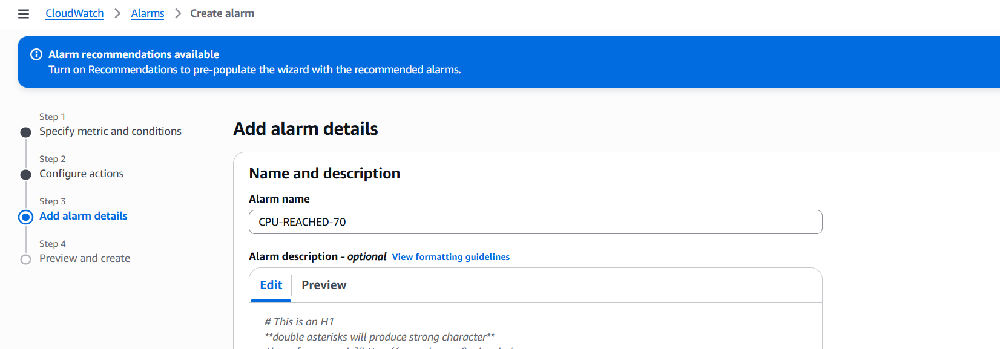 CloudWatch > Alarms > Create alarm
Alarm recommendations available
Turn on Recommendations to pre-populate the wizard with the recommended alarms.
Step 1
Specify metric and conditions
Step 2
Configure actions
Step 3
Add alarm details
Step 4
Preview and create
Add alarm details
Name and description
Alarm name
CPU-REACHED-70
Alarm description - optional View formatting guidelines
Edit Preview
# This is an H1
**double asterisks will produce strong character**